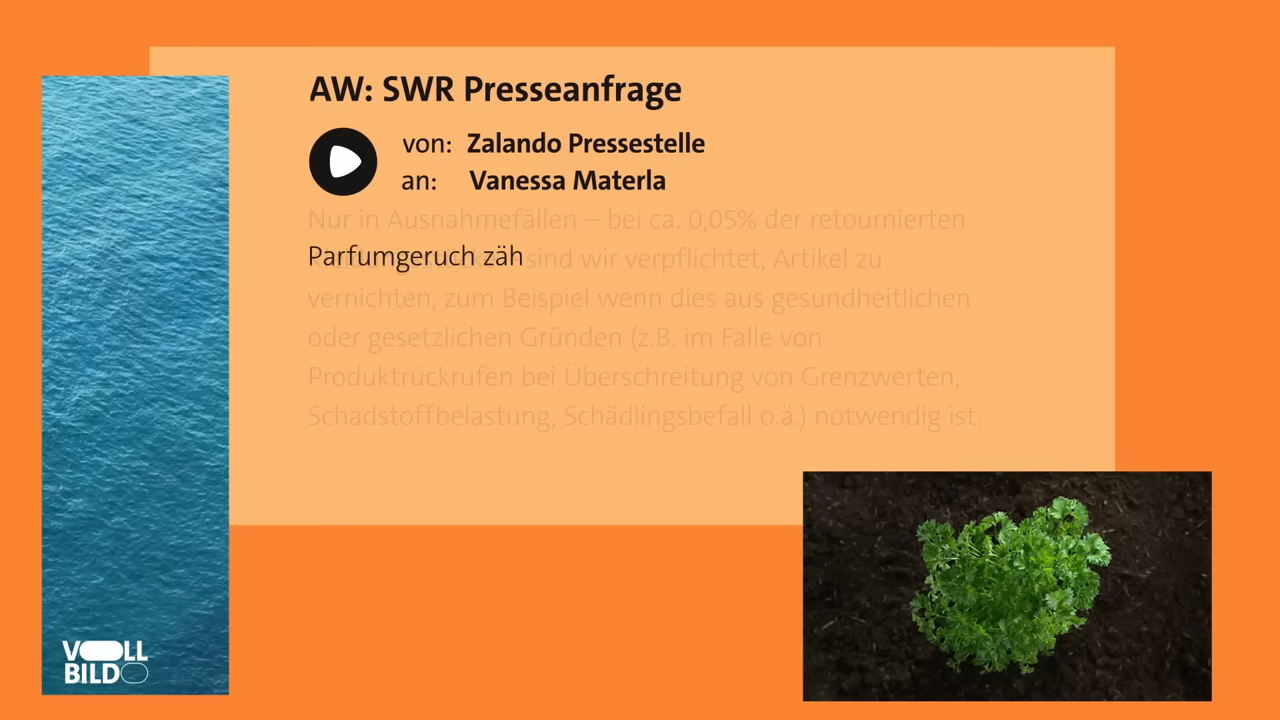 AW: SWR Presseanfrage
von: Zalando Pressestelle
an: Vanessa Materla
Nur in Ausnahmefällen – bei ca. 0,05% der retournierten
Parfumgeruch zäh
sind wir verpflichtet, Artikel zu
vernichten, zum Beispiel wenn dies aus gesundheitlichen
oder gesetzlichen Gründen (z.B. im Falle von
Produktrückrufen bei Überschreitung von Grenzwerten,
Schadstoffbelastung, Schädlingsbefall o.ä.) notwendig ist.
VOLL
BILD